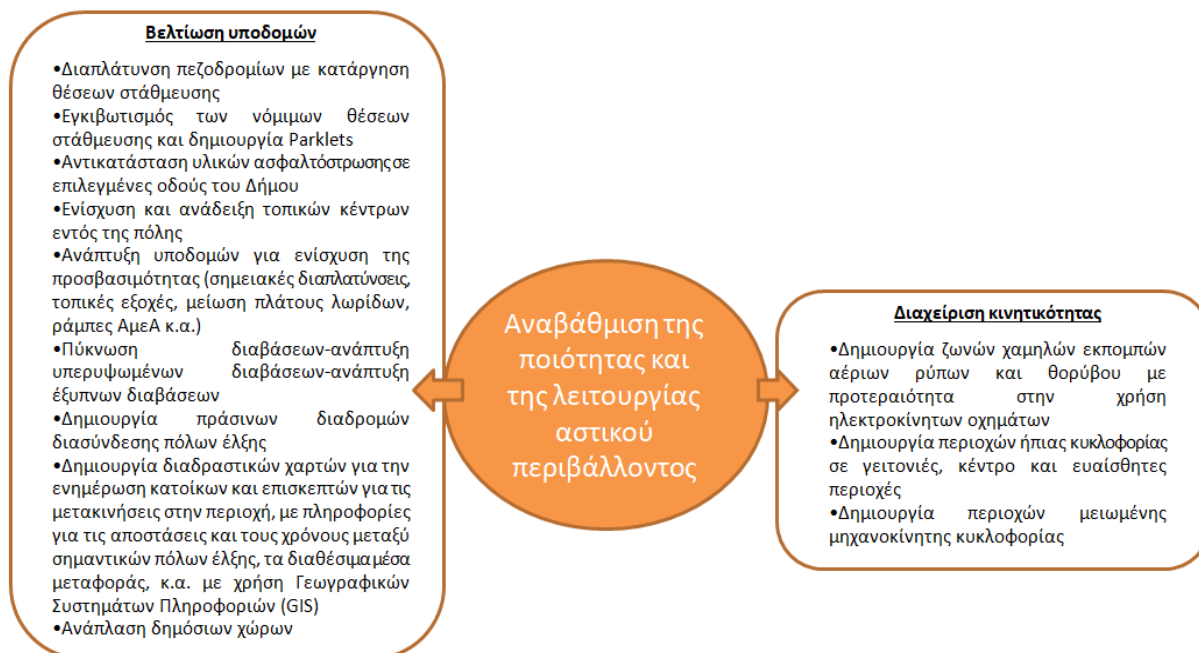 Βελτίωση υποδομών
•Διαπλάτυνση πεζοδρομίων με κατάργηση
θέσεων στάθμευσης
•Εγκιβωτισμός των νόμιμων θέσεων
στάθμευσης και δημιουργία Parklets
•Αντικατάσταση υλικών ασφαλτόστρωσης σε
επιλεγμένες οδούς του Δήμου
•Ενίσχυση και ανάδειξη τοπικών κέντρων
εντός της πόλης
•Ανάπτυξη υποδομών για ενίσχυση της
προσβασιμότητας (σημειακές διαπλατύνσεις,
τοπικές εξοχές, μείωση πλάτους λωρίδων,
ράμπες ΑμεΑ κ.α.)
•Πύκνωση διαβάσεων-ανάπτυξη
υπερυψωμένων διαβάσεων-ανάπτυξη
έξυπνων διαβάσεων
•Δημιουργία πράσινων διαδρομών
διασύνδεσης πόλων έλξης
•Δημιουργία διαδραστικών χαρτών για την
ενημέρωση κατοίκων και επισκεπτών για τις
μετακινήσεις στην περιοχή, με πληροφορίες
για τις αποστάσεις και τους χρόνους μεταξύ
σημαντικών πόλων έλξης, τα διαθέσιμα μέσα
μεταφοράς, κ.α. με χρήση Γεωγραφικών
Συστημάτων Πληροφοριών (GIS)
•Ανάπλαση δημόσιων χώρων
Αναβάθμιση της
ποιότητας και
της λειτουργίας
αστικού
περιβάλλοντος
Διαχείριση κινητικότητας
•Δημιουργία ζωνών χαμηλών εκπομπών
αέριων ρύπων και θορύβου με
προτεραιότητα στην χρήση
ηλεκτροκίνητων οχημάτων
•Δημιουργία περιοχών ήπιας κυκλοφορίας
σε γειτονιές, κέντρο και ευαίσθητες
περιοχές
•Δημιουργία περιοχών μειωμένης
μηχανοκίνητης κυκλοφορίας